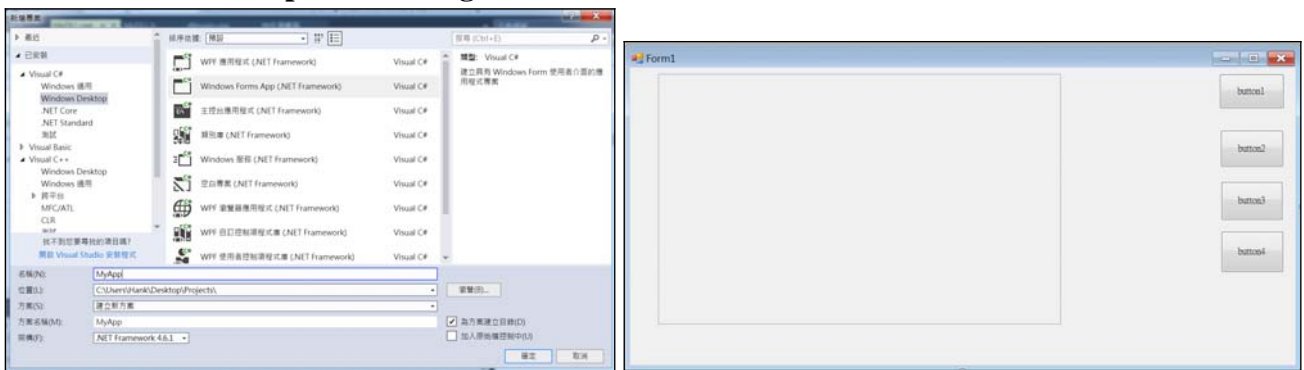 新增專案
▷ 最近
排序依據: 預設
搜尋 (Ctrl+E)
▲ 已安裝
▲ Visual C#
Windows 通用
Windows Desktop
.NET Core
.NET Standard
測試
▷ Visual Basic
▲ Visual C++
Windows Desktop
Windows 通用
▷ 跨平台
MFC/ATL
CLR
測試
找不到您要尋找的項目嗎?
開啟 Visual Studio 安裝程式
WPF 應用程式 (.NET Framework) Visual C#
Windows Forms App (.NET Framework) Visual C#
主控台應用程式 (.NET Framework) Visual C#
類別庫 (.NET Framework) Visual C#
Windows 服務 (.NET Framework) Visual C#
空白專案 (.NET Framework) Visual C#
WPF 瀏覽器應用程式 (.NET Framework) Visual C#
WPF 自訂控制項程式庫 (.NET Framework) Visual C#
WPF 使用者控制項程式庫 (.NET Framework) Visual C#
類型: Visual C#
建立具有 Windows Form 使用者介面的應
用程式專案
名稱(N): MyApp
位置(L): C:\Users\Hank\Desktop\Projects\ 瀏覽(B)...
方案(S): 建立新方案
方案名稱(M): MyApp
架構(F): .NET Framework 4.6.1
為方案建立目錄(D)
加入原始檔控制中(U)
確定 取消
Form1
button1
button2
button3
button4